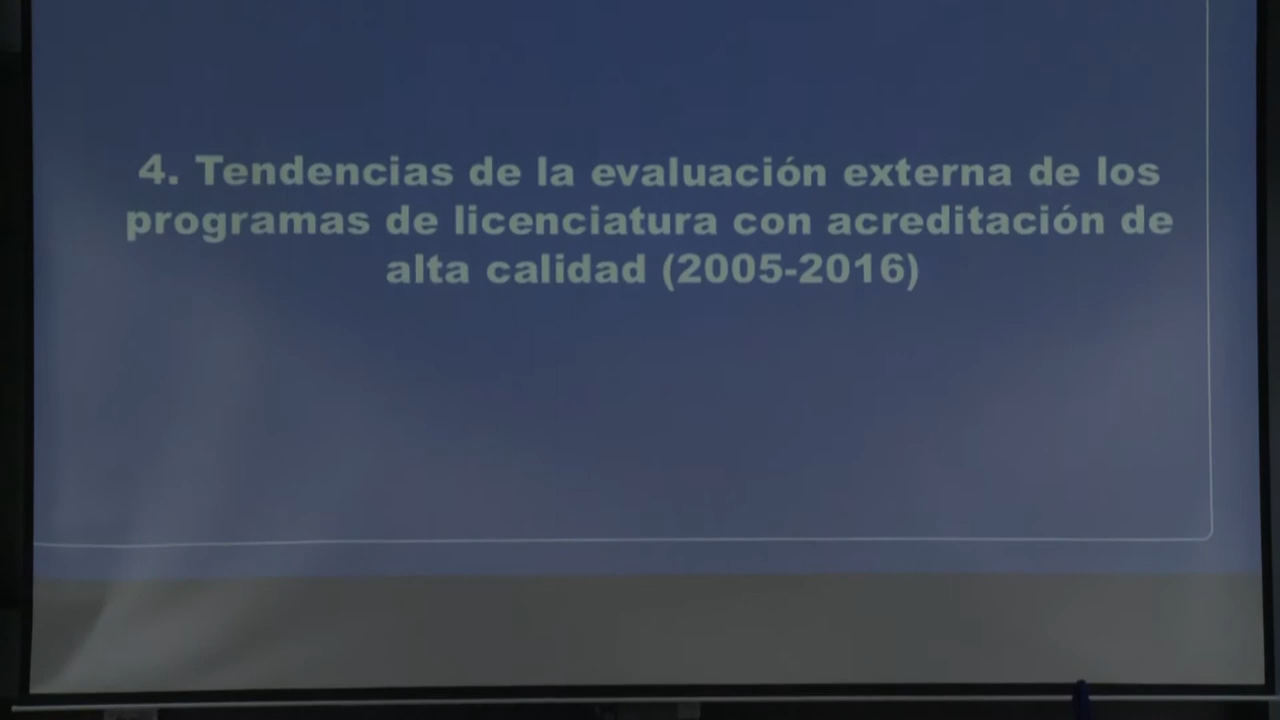 4. Tendencias de la evaluación externa de los
programas de licenciatura con acreditación de
alta calidad (2005-2016)